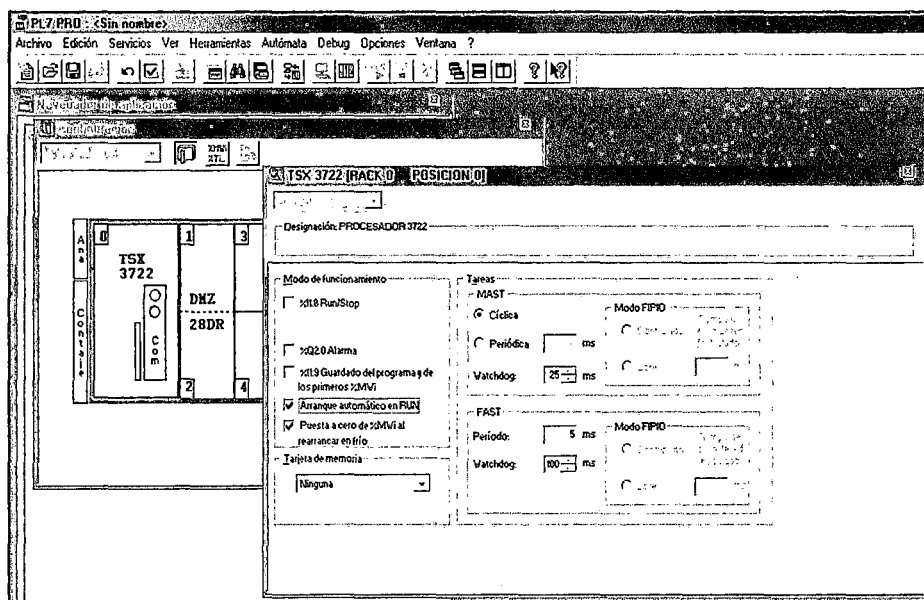 PL7 PRO : <Sin nombre>
Archivo Edición Servicios Ver Herramientas Autómata Debug Opciones Ventana ?
TSX 3722 [RACK 0 POSICION 0]
Designación: PROCESADOR 3722
Ana
Contaje
0
1
3
TSX
3722
DMZ
28DR
Com
2
4
Modo de funcionamiento
%I1.8 Run/Stop
%Q2.0 Alarma
%I1.9 Guardado del programa y de
los primeros %MWi
Arranque automático en RUN
Puesta a cero de %MWi al
rearrancar en frío
Tarjeta de memoria
Ninguna
Tareas
MAST
Cíclica
Periódica ms
Watchdog: 25 ms
Modo FIPIO
FAST
Período: 5 ms
Watchdog: 100 ms
Modo FIPIO